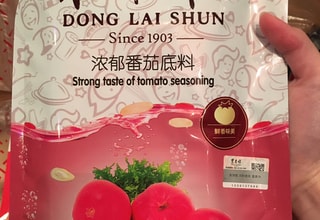 DONG LAI SHUN
Since 1903
浓郁番茄底料
Strong taste of tomato seasoning